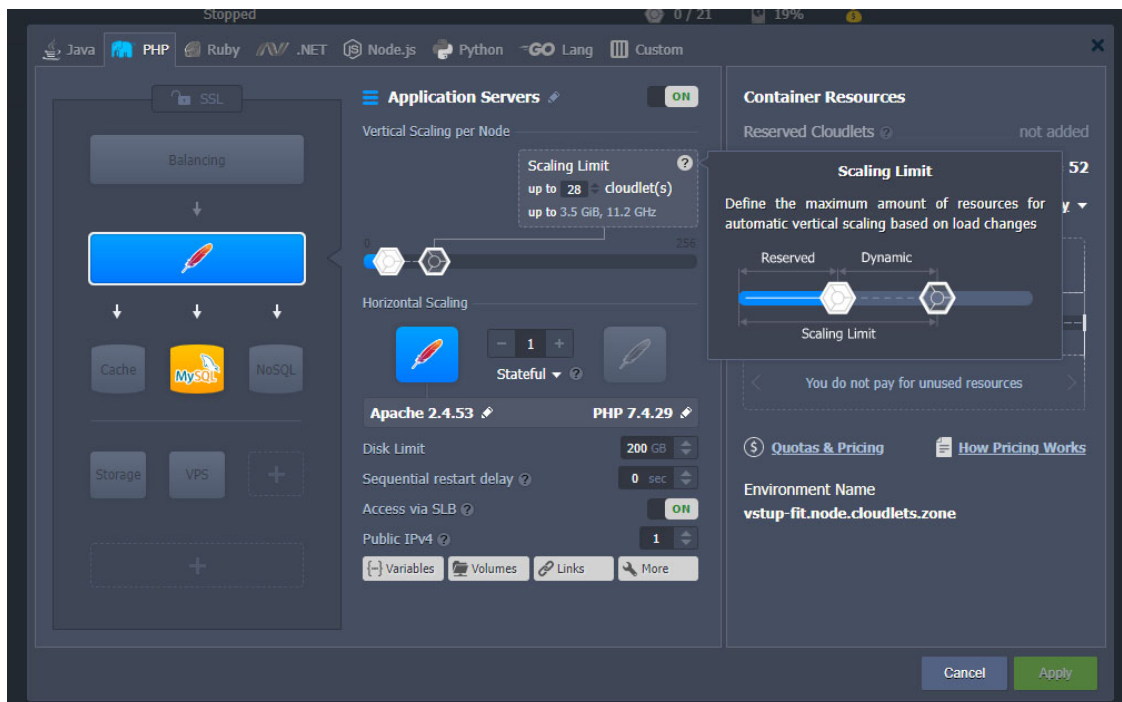 Stopped
0 / 21
19%
Java
PHP
Ruby
.NET
Node.js
Python
GO Lang
Custom
SSL
Balancing
Cache
MySQL
NoSQL
Storage
VPS
Application Servers
ON
Vertical Scaling per Node
Scaling Limit
up to 28 cloudlet(s)
up to 3.5 GiB, 11.2 GHz
0
256
Horizontal Scaling
1
Stateful
Apache 2.4.53
PHP 7.4.29
Disk Limit
200 GB
Sequential restart delay
0 sec
Access via SLB
ON
Public IPv4
1
Variables
Volumes
Links
More
Container Resources
Reserved Cloudlets
not added
52
Scaling Limit
Define the maximum amount of resources for
automatic vertical scaling based on load changes
Reserved
Dynamic
Scaling Limit
You do not pay for unused resources
Quotas & Pricing
How Pricing Works
Environment Name
vstup-fit.node.cloudlets.zone
Cancel
Apply